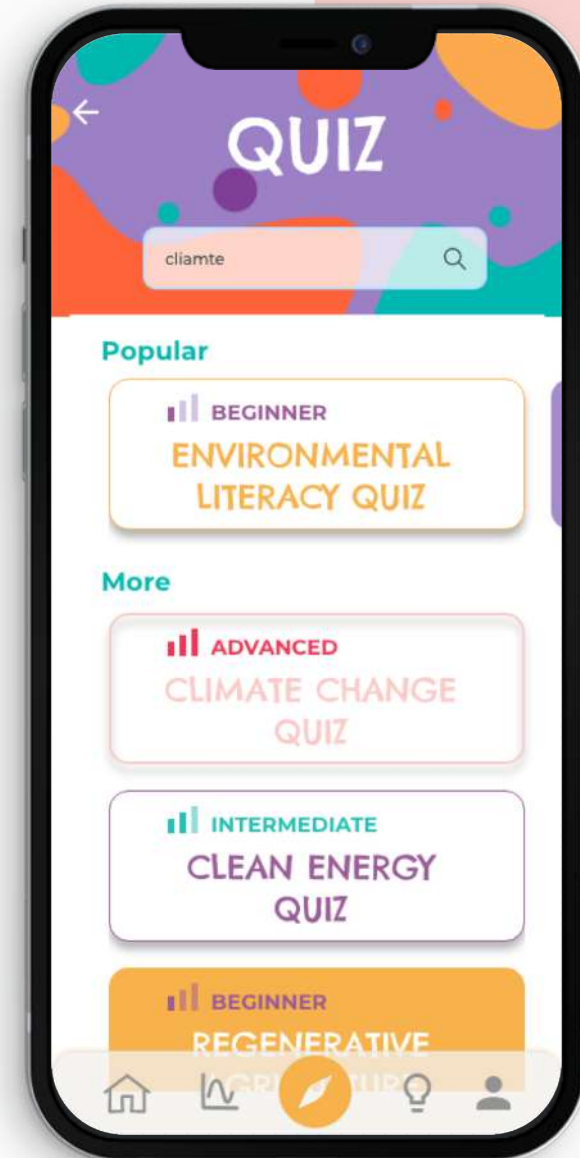 QUIZ
cliamte
Popular
BEGINNER
ENVIRONMENTAL
LITERACY QUIZ
More
ADVANCED
CLIMATE CHANGE
QUIZ
INTERMEDIATE
CLEAN ENERGY
QUIZ
BEGINNER
REGENERATIVE